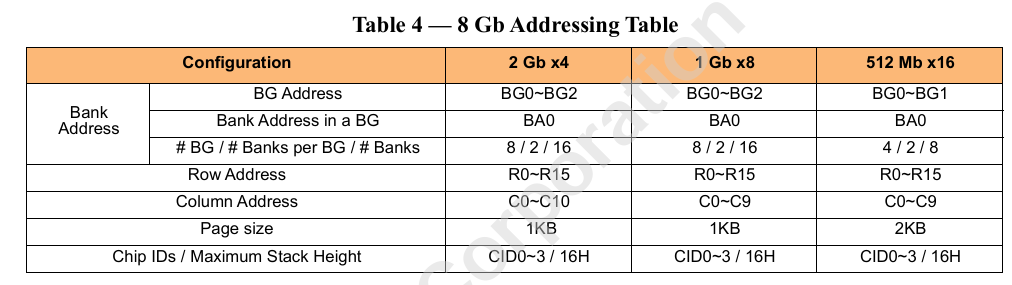 Table 4 — 8 Gb Addressing Table
Configuration 2 Gb x4 1 Gb x8 512 Mb x16
Bank Address BG Address BG0~BG2 BG0~BG2 BG0~BG1
Bank Address in a BG BA0 BA0 BA0
# BG / # Banks per BG / # Banks 8 / 2 / 16 8 / 2 / 16 4 / 2 / 8
Row Address R0~R15 R0~R15 R0~R15
Column Address C0~C10 C0~C9 C0~C9
Page size 1KB 1KB 2KB
Chip IDs / Maximum Stack Height CID0~3 / 16H CID0~3 / 16H CID0~3 / 16H
Corporation